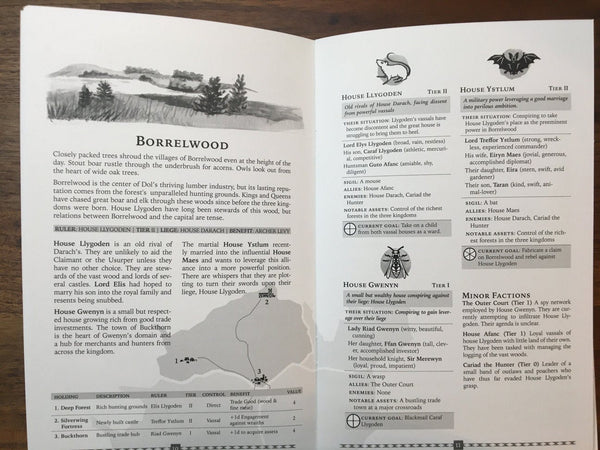 BORRELWOOD
Closely packed trees shroud the villages of Borrelwood even at the height of the
day. Stout boar rustle through the underbrush for acorns. Owls look out from
the heart of wide oak trees.
Borrelwood is the center of Dol's thriving lumber industry, but its lasting repu-
tation comes from the forest's unparalleled hunting grounds. Kings and Queens
have chased great boar and elk through these woods since before the three king-
doms were formed. House Llygoden have long been stewards of this wood, but
relations between Borrelwood and the capital are tense.
RULER: HOUSE LLYGODEN | TIER II | LIEGE: HOUSE DARACH | BENEFIT: ARCHER LEVY
House Llygoden is an old rival of
Darach's. They are unlikely to aid the
Claimant or the Usurper unless they
have no other choice. They are stew-
ards of the vast wood and lords of sev-
eral castles. Lord Elis had hoped to
marry his son into the royal family and
resents being snubbed.
House Gwenyn is a small but respect-
ed house growing rich from good trade
investments. The town of Buckthorn
is the heart of Gwenyn's domain and
a hub for merchants and hunters from
across the kingdom.
The martial House Ystlum recent-
ly married into the influential House
Maes and wants to leverage this alli-
ance into a more powerful position.
There are whispers that they are plot-
ting to turn their swords upon their
liege, House Llygoden.
1
2
3
HOLDING DESCRIPTION RULER TIER CONTROL BENEFIT VALUE
1. Deep Forest Rich hunting grounds Elis Llygoden II Direct Trade Good (wood & fine meats) 4
2. Silverwing Fortress Newly built castle Treffor Ystlum II Vassal +1d Engagement against wraiths 2
3. Buckthorn Bustling trade hub Riad Gwenyn I Vassal +1d to acquire assets 4
10
HOUSE LLYGODEN TIER II
Old rivals of House Darach, facing dissent
from powerful vassals
THEIR SITUATION: Llygoden's vassals have
become discontent and the great house is
struggling to bring them to heel.
Lord Elys Llygoden (broad, vain, restless)
His son, Caraf Llygoden (athletic, mercuri-
al, competitive)
Huntsman Guto Afanc (amiable, shy,
diligent)
SIGIL: A mouse
ALLIES: House Afanc
ENEMIES: House Darach, Cariad the
Hunter
NOTABLE ASSETS: Control of the richest
forests in the three kingdoms
CURRENT GOAL: Take on a child
from both vassal houses as a ward.
HOUSE GWENYN TIER I
A small but wealthy house conspiring against
their liege: House Llygoden
THEIR SITUATION: Conspiring to gain lever-
age over their liege
Lady Riad Gwenyn (witty, beautiful,
cunning)
Her daughter, Ffan Gwenyn (tall, clev-
er, accomplished investor)
Her household knight, Sir Merewyn
(loyal, proud, impatient)
SIGIL: A wasp
ALLIES: The Outer Court
ENEMIES: None
NOTABLE ASSETS: A bustling trading
town at a major crossroads
CURRENT GOAL: Blackmail Caraf
Llygoden
HOUSE YSTLUM TIER II
A military power leveraging a good marriage
into perilous ambition.
THEIR SITUATION: Conspiring to take
House Llygoden's place as the preeminent
power in Borrelwood
Lord Treffor Ystlum (strong, wreck-
less, experienced commander)
His wife, Eiryn Maes (jovial, generous,
accomplished diplomat)
Their daughter, Eira (stern, swift, avid
gardener)
Their son, Taran (kind, swift, ani-
mal-lover)
SIGIL: A bat
ALLIES: House Maes
ENEMIES: House Darach, Cariad the
Hunter
NOTABLE ASSETS: Control of the rich-
est forests in the three kingdoms
CURRENT GOAL: Fabricate a claim
on Borrelwood and rebel against
House Llygoden
MINOR FACTIONS
The Outer Court (Tier 1) A spy network
employed by House Gwenyn. They are cur-
rently attempting to infiltrate House Lly-
goden. Their agenda is unclear.
House Afanc (Tier 1) Loyal vassals of
house Llygoden with little land of their own.
They have been tasked with managing the
logging of the vast woods.
Cariad the Hunter (Tier 0) Leader of a
small band of outlaws and poachers who
have thus far evaded House Llygoden's
grasp.
11